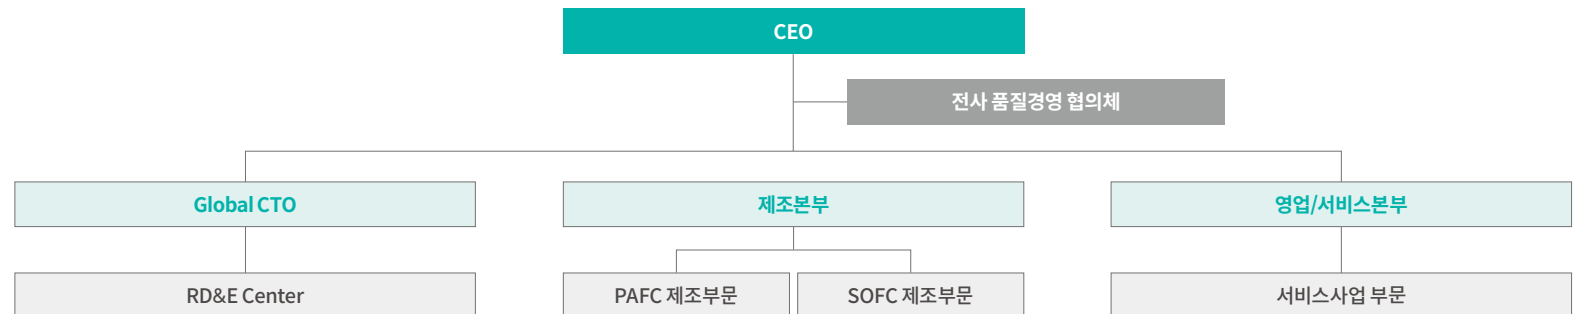 CEO
전사 품질경영 협의체
Global CTO
제조본부
영업/서비스본부
RD&E Center
PAFC 제조부문
SOFC 제조부문
서비스사업 부문